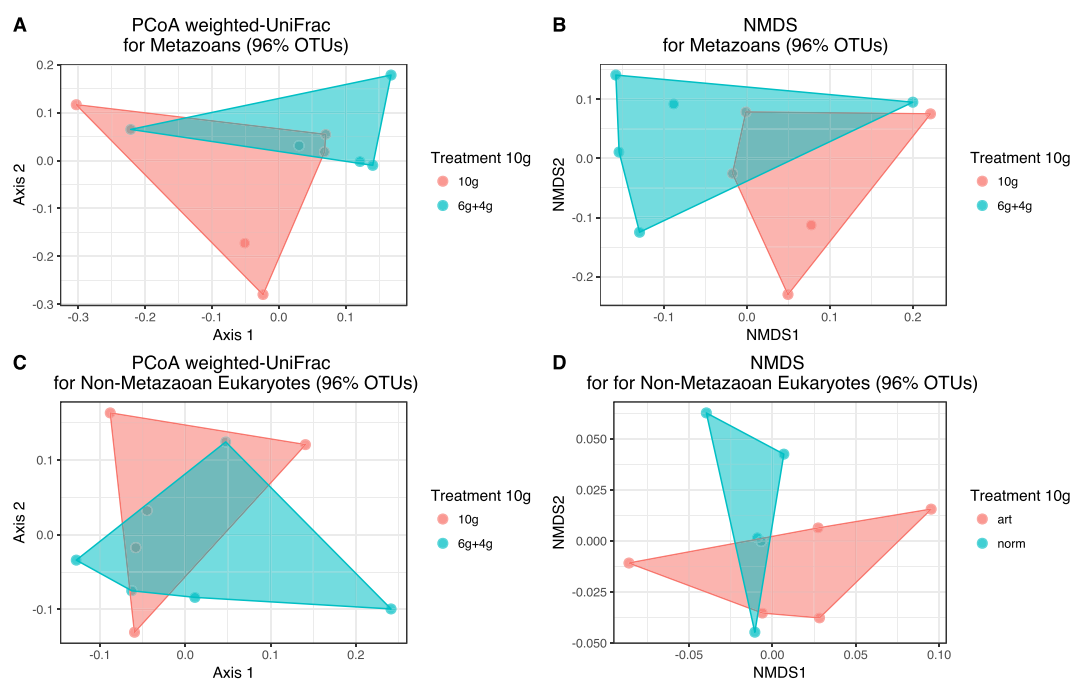 A
PCoA weighted-UniFrac
for Metazoans (96% OTUs)
0.2
0.1
0.0
-0.1
-0.2
-0.3
Axis 2
-0.3 -0.2 -0.1 0.0 0.1
Axis 1
Treatment 10g
10g
6g+4g
B
NMDS
for Metazoans (96% OTUs)
0.1
0.0
-0.1
-0.2
NMDS2
-0.1 0.0 0.1 0.2
NMDS1
Treatment 10g
10g
6g+4g
C
PCoA weighted-UniFrac
for Non-Metazaoan Eukaryotes (96% OTUs)
0.1
0.0
-0.1
Axis 2
-0.1 0.0 0.1 0.2
Axis 1
Treatment 10g
10g
6g+4g
D
NMDS
for for Non-Metazaoan Eukaryotes (96% OTUs)
0.050
0.025
0.000
-0.025
-0.050
NMDS2
-0.05 0.00 0.05 0.10
NMDS1
Treatment 10g
art
norm